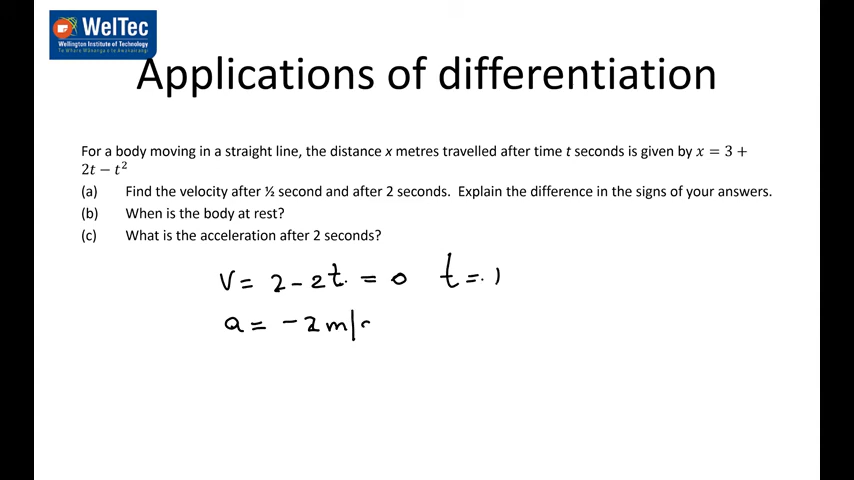 WelTec
Wellington Institute of Technology
Applications of differentiation
For a body moving in a straight line, the distance x metres travelled after time t seconds is given by x = 3 +
2t − t²
(a) Find the velocity after ½ second and after 2 seconds. Explain the difference in the signs of your answers.
(b) When is the body at rest?
(c) What is the acceleration after 2 seconds?
V = 2 - 2t = 0 t = 1
a = - 2 m/